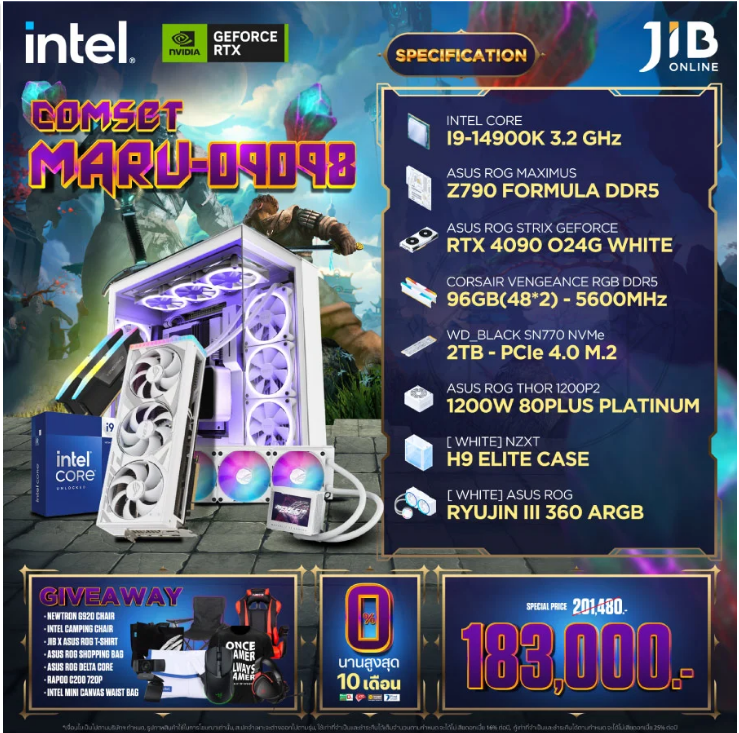 intel.
NVIDIA
GEFORCE
RTX
SPECIFICATION
JIB
ONLINE
COMSET
MARU-09098
INTEL CORE
I9-14900K 3.2 GHz
ASUS ROG MAXIMUS
Z790 FORMULA DDR5
ASUS ROG STRIX GEFORCE
RTX 4090 O24G WHITE
CORSAIR VENGEANCE RGB DDR5
96GB(48*2) - 5600MHz
WD_BLACK SN770 NVMe
2TB - PCIe 4.0 M.2
ASUS ROG THOR 1200P2
1200W 80PLUS PLATINUM
[ WHITE] NZXT
H9 ELITE CASE
[ WHITE] ASUS ROG
RYUJIN III 360 ARGB
i9
intel
CORE
UNLOCKED
GIVEAWAY
• NEWTRON G920 CHAIR
• INTEL CAMPING CHAIR
• JIB X ASUS ROG T-SHIRT
• ASUS ROG SHOPPING BAG
• ASUS ROG DELTA CORE
• RAPOO C200 720P
• INTEL MINI CANVAS WAIST BAG
ONCE
AMER
LWAYS
AMER
0%
นานสูงสุด
10 เดือน
SPECIAL PRICE 201,480.-
183,000.-